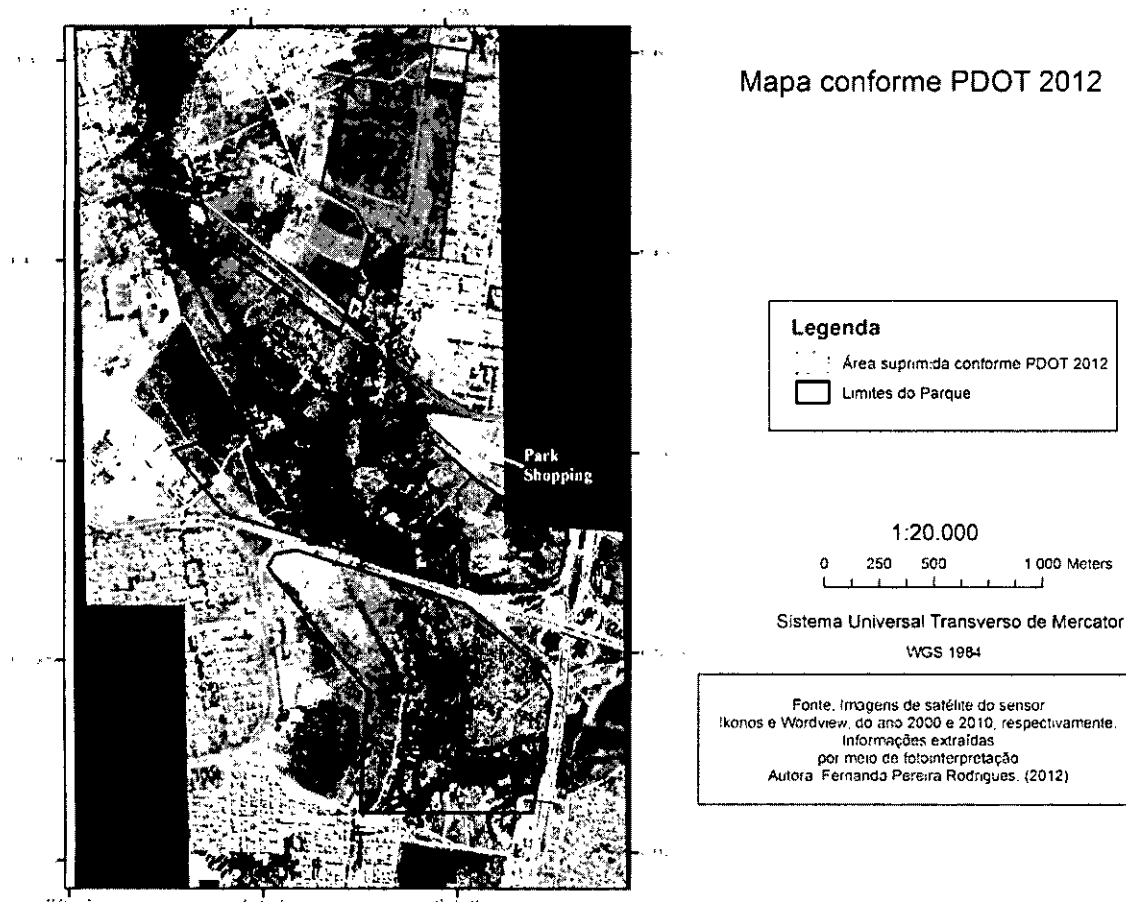 Mapa conforme PDOT 2012
Legenda
Área suprimida conforme PDOT 2012
Limites do Parque
Park
Shopping
1:20.000
0 250 500 1 000 Meters
Sistema Universal Transverso de Mercator
WGS 1984
Fonte. Imagens de satélite do sensor
Ikonos e Wordview, do ano 2000 e 2010, respectivamente.
Informações extraídas
por meio de fotointerpretação
Autora Fernanda Pereira Rodrigues. (2012)